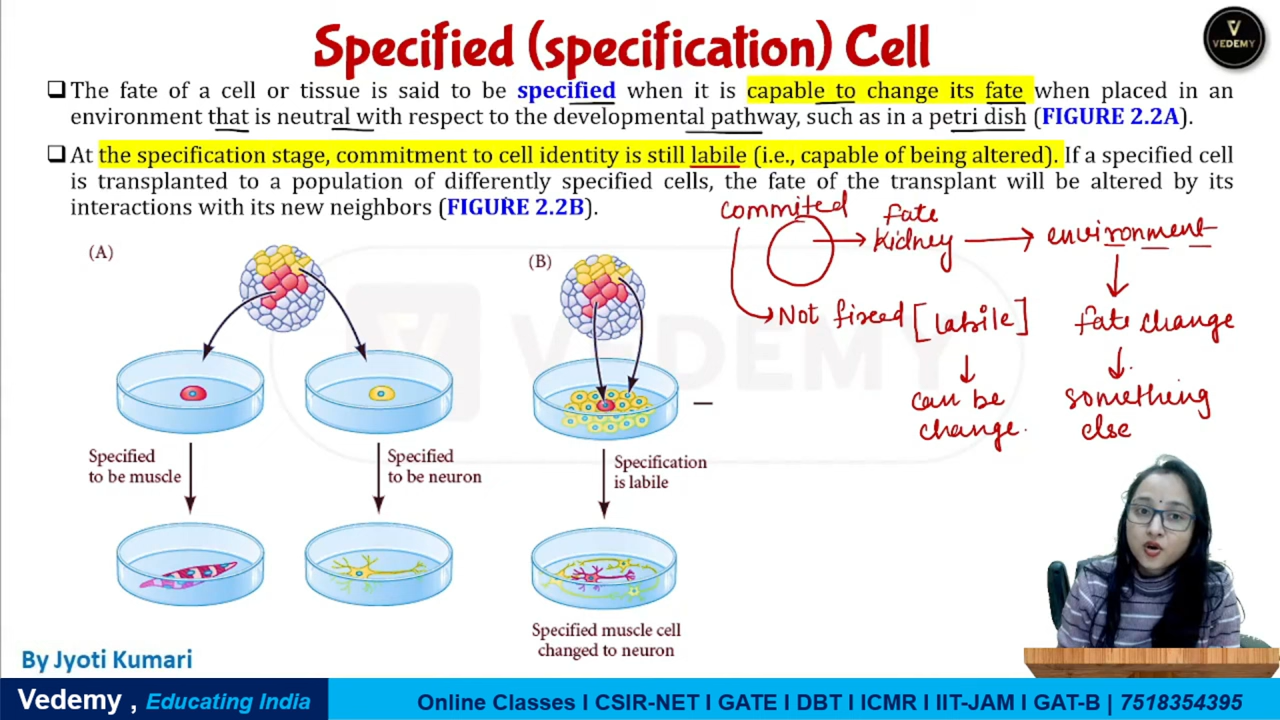 Specified (specification) Cell
VEDEMY
The fate of a cell or tissue is said to be specified when it is capable to change its fate when placed in an
environment that is neutral with respect to the developmental pathway, such as in a petri dish (FIGURE 2.2A).
At the specification stage, commitment to cell identity is still labile (i.e., capable of being altered). If a specified cell
is transplanted to a population of differently specified cells, the fate of the transplant will be altered by its
interactions with its new neighbors (FIGURE 2.2B).
commited
fate
kidney
environment
Not fixed [labile]
fate change
can be
change.
something
else
(A)
(B)
VEDEMY
Specified
to be muscle
Specified
to be neuron
Specification
is labile
Specified muscle cell
changed to neuron
By Jyoti Kumari
Vedemy , Educating India
Online Classes I CSIR-NET I GATE I DBT I ICMR I IIT-JAM I GAT-B | 7518354395